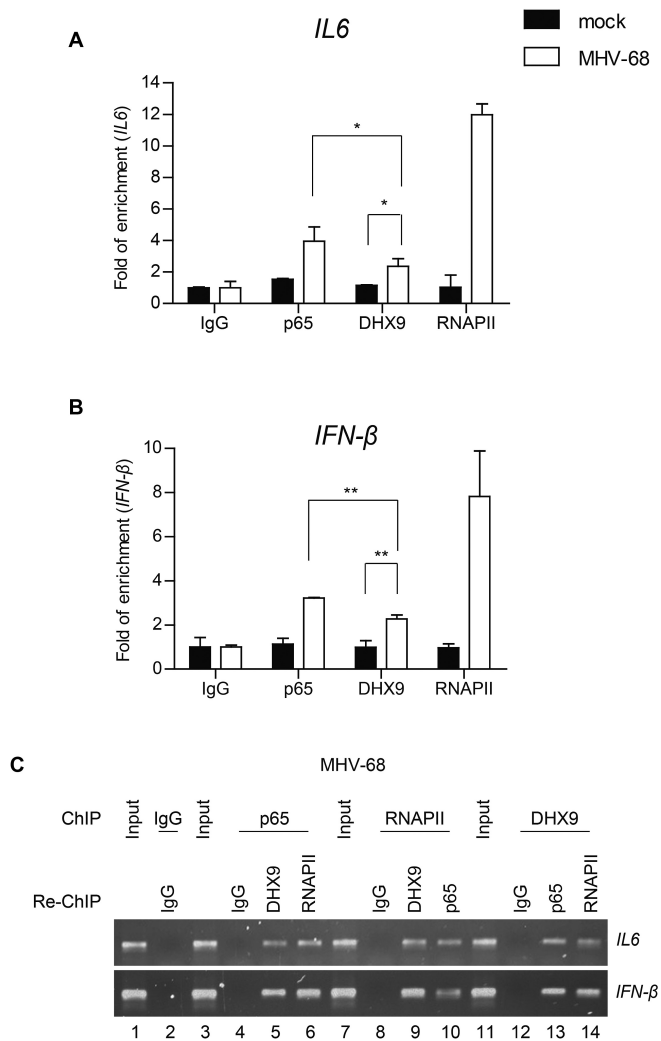 A
IL6
mock
MHV-68
Fold of enrichment (IL6)
14
12
10
8
6
4
2
0
*
*
IgG p65 DHX9 RNAPII
B
IFN-β
Fold of enrichment (IFN-β)
10
8
6
4
2
0
**
**
IgG p65 DHX9 RNAPII
C
MHV-68
ChIP Input IgG Input p65 Input RNAPII Input DHX9
Re-ChIP IgG IgG DHX9 RNAPII IgG DHX9 p65 IgG p65 RNAPII
IL6
IFN-β
1 2 3 4 5 6 7 8 9 10 11 12 13 14